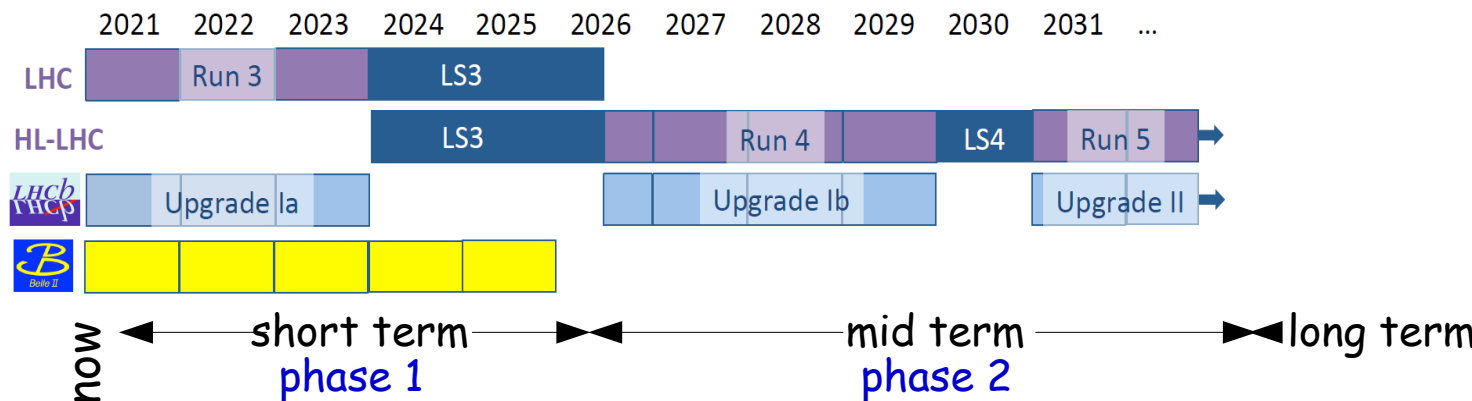 2021 2022 2023 2024 2025 2026 2027 2028 2029 2030 2031 ...
LHC Run 3 LS3
HL-LHC LS3 Run 4 LS4 Run 5
LHCb
LHCb
Upgrade Ia Upgrade Ib Upgrade II
B
Belle II
now short term mid term long term
phase 1 phase 2